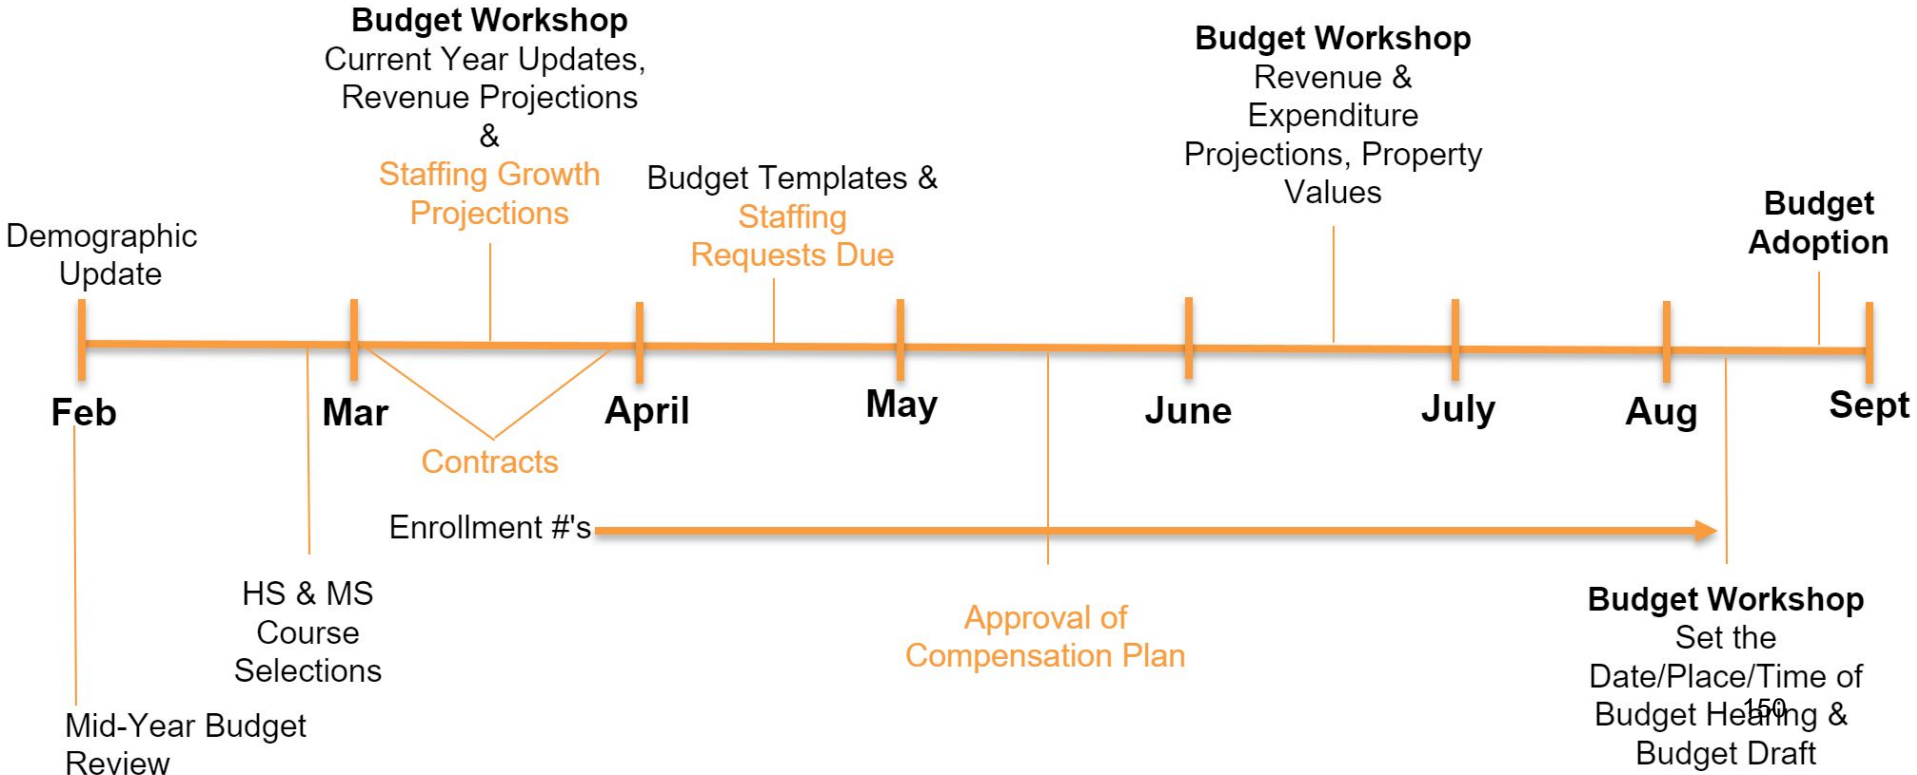 Budget Workshop
Current Year Updates,
Revenue Projections
&
Staffing Growth
Projections
Budget Workshop
Revenue &
Expenditure
Projections, Property
Values
Budget Templates &
Staffing
Requests Due
Budget
Adoption
Demographic
Update
Feb
Mar
April
May
June
July
Aug
Sept
Contracts
Enrollment #'s
HS & MS
Course
Selections
Approval of
Compensation Plan
Budget Workshop
Set the
Date/Place/Time of
Budget Hearing &
Budget Draft
150
Mid-Year Budget
Review